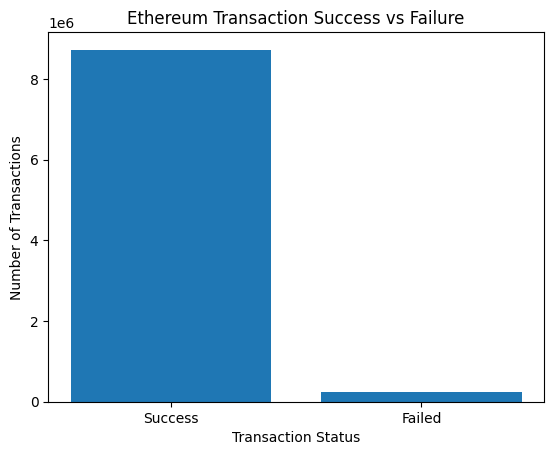 Ethereum Transaction Success vs Failure
1e6
8
6
4
2
0
Number of Transactions
Success Failed
Transaction Status